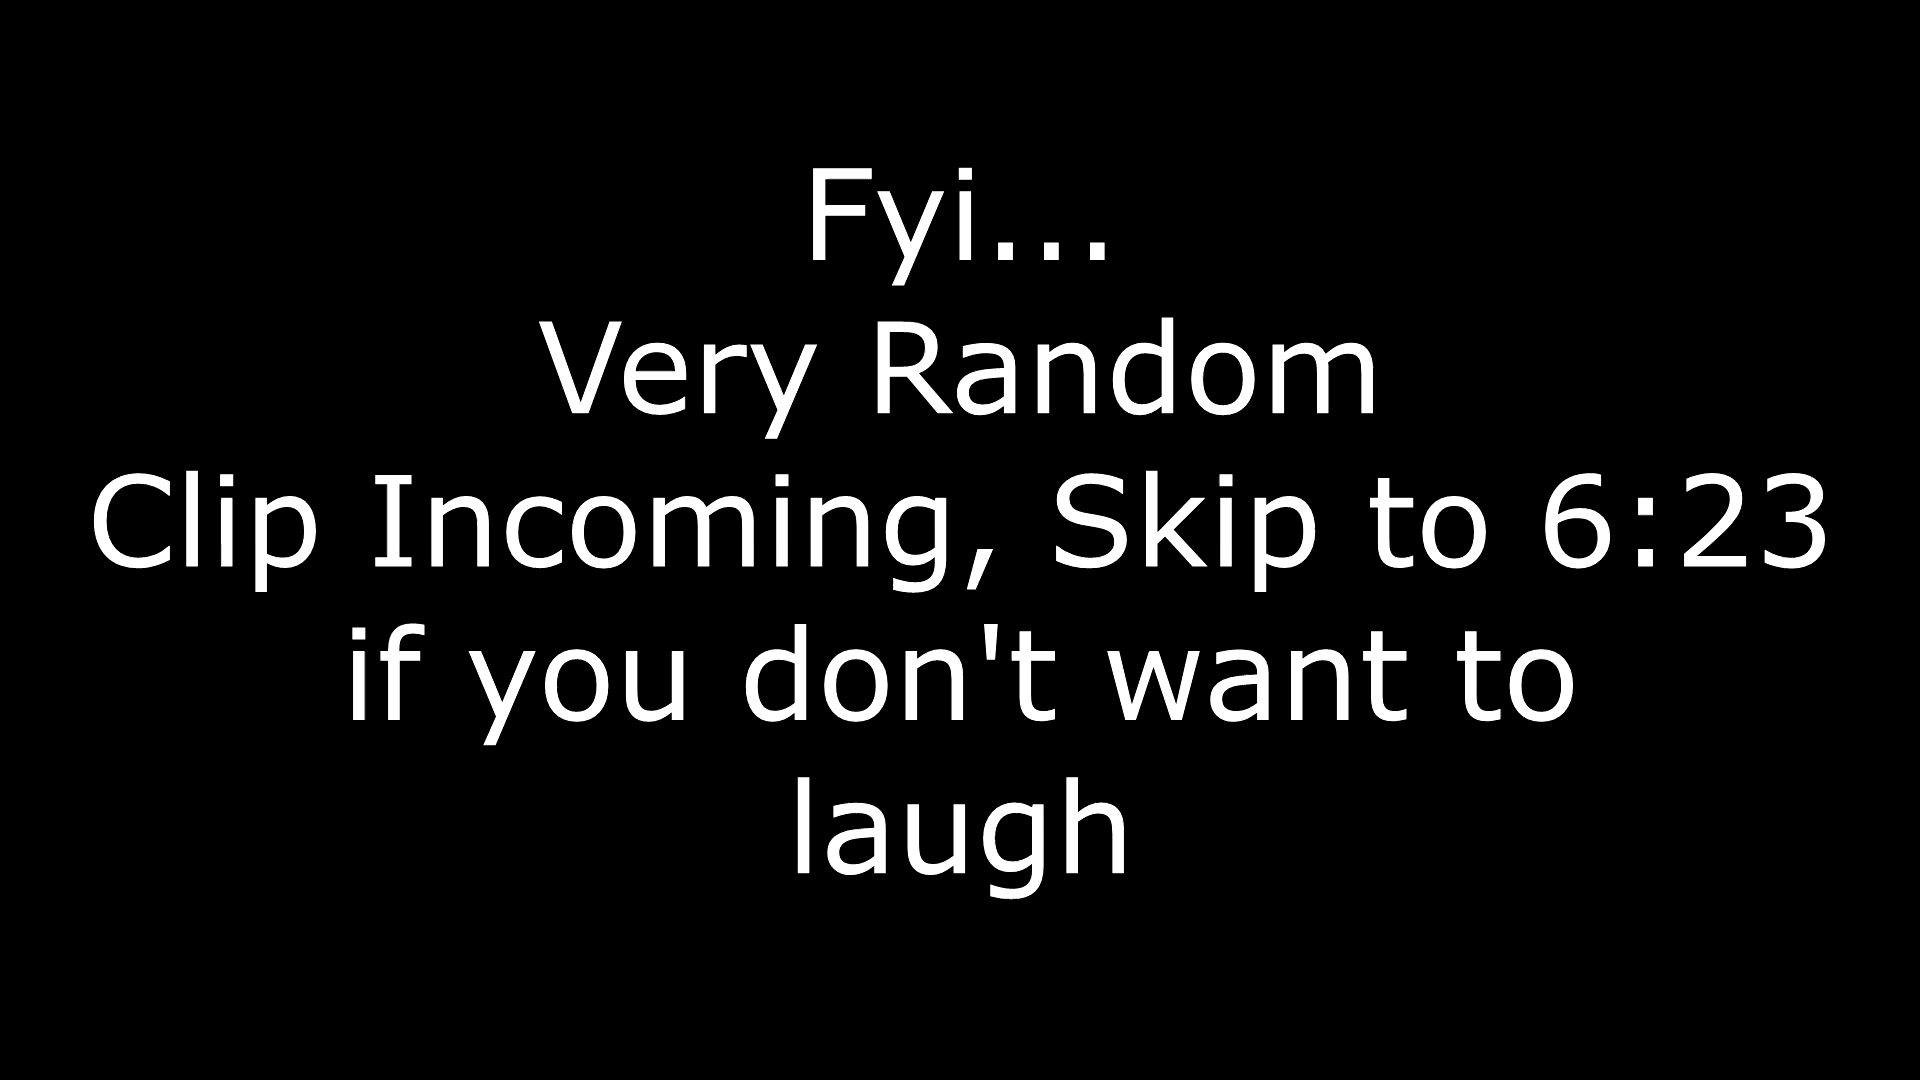 Fyi...
Very Random
Clip Incoming, Skip to 6:23
if you don't want to
laugh